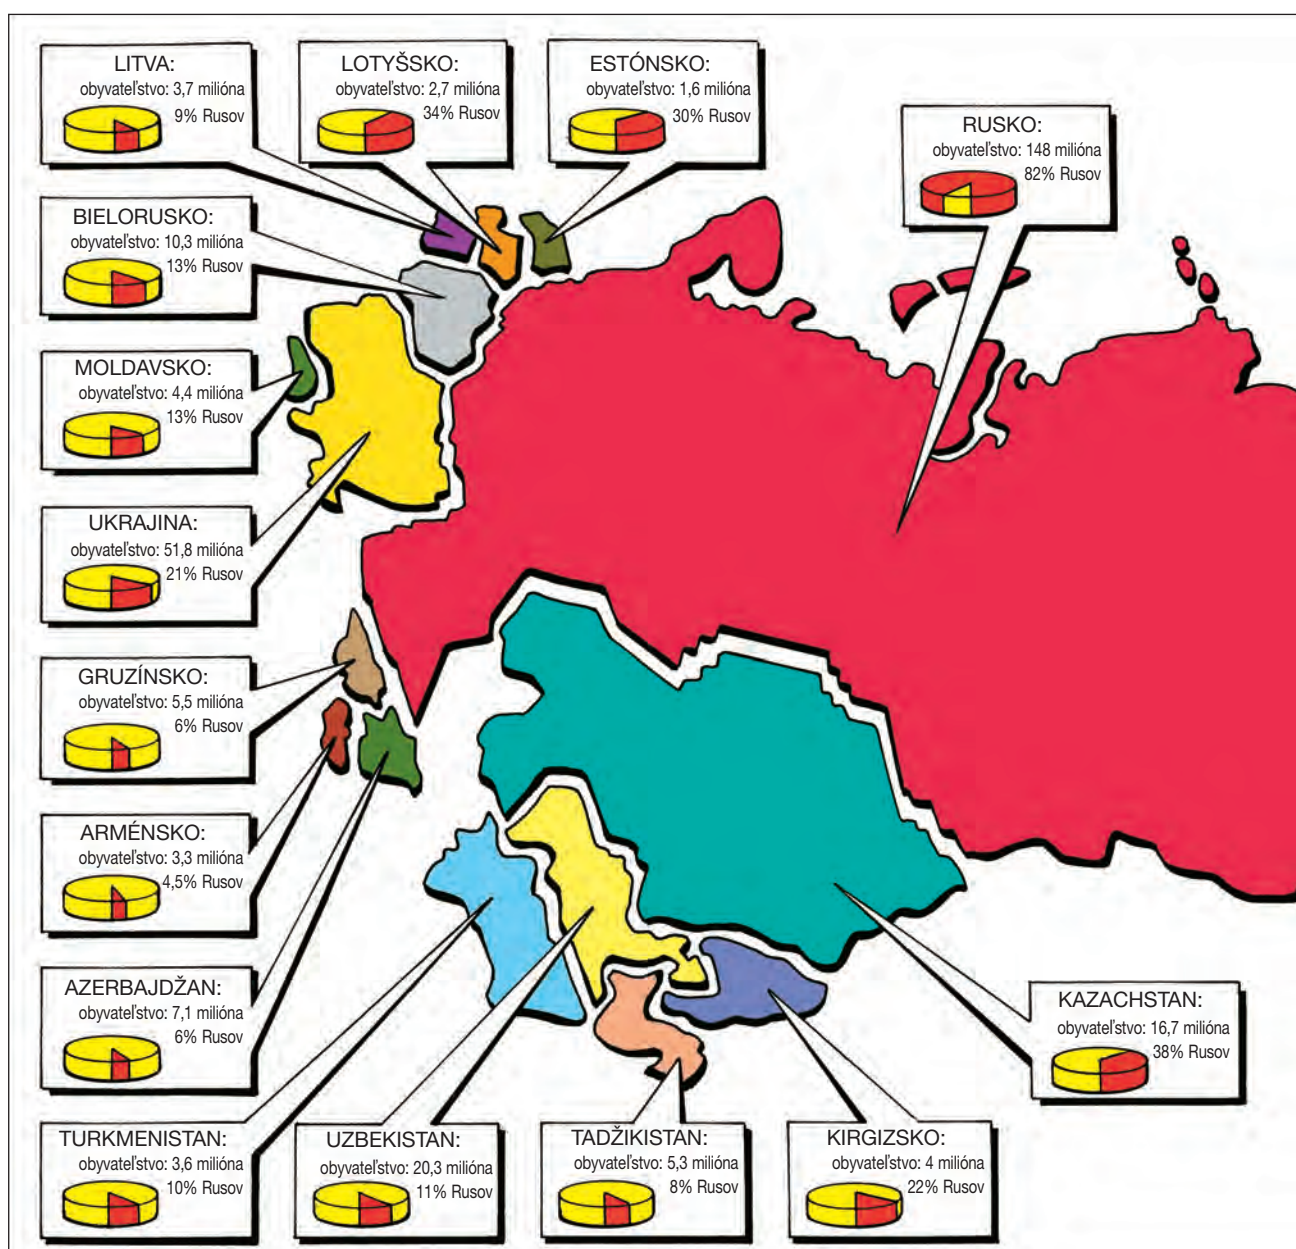 LITVA:
obyvateľstvo: 3,7 milióna
9% Rusov
LOTYŠSKO:
obyvateľstvo: 2,7 milióna
34% Rusov
ESTÓNSKO:
obyvateľstvo: 1,6 milióna
30% Rusov
RUSKO:
obyvateľstvo: 148 milióna
82% Rusov
BIELORUSKO:
obyvateľstvo: 10,3 milióna
13% Rusov
MOLDAVSKO:
obyvateľstvo: 4,4 milióna
13% Rusov
UKRAJINA:
obyvateľstvo: 51,8 milióna
21% Rusov
GRUZÍNSKO:
obyvateľstvo: 5,5 milióna
6% Rusov
ARMÉNSKO:
obyvateľstvo: 3,3 milióna
4,5% Rusov
AZERBAJDŽAN:
obyvateľstvo: 7,1 milióna
6% Rusov
KAZACHSTAN:
obyvateľstvo: 16,7 milióna
38% Rusov
TURKMENISTAN:
obyvateľstvo: 3,6 milióna
10% Rusov
UZBEKISTAN:
obyvateľstvo: 20,3 milióna
11% Rusov
TADŽIKISTAN:
obyvateľstvo: 5,3 milióna
8% Rusov
KIRGIZSKO:
obyvateľstvo: 4 milióna
22% Rusov